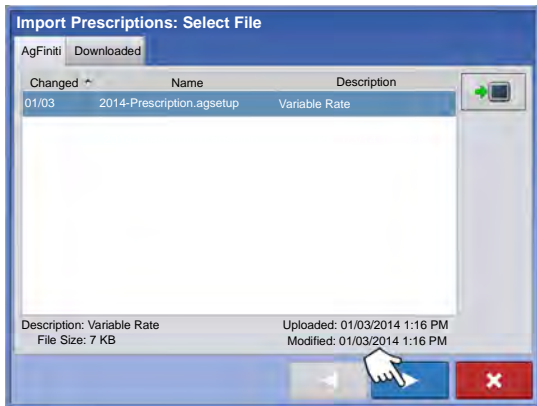 Import Prescriptions: Select File
AgFiniti Downloaded
Changed Name Description
01/03 2014-Prescription.agsetup Variable Rate
Description: Variable Rate Uploaded: 01/03/2014 1:16 PM
File Size: 7 KB Modified: 01/03/2014 1:16 PM